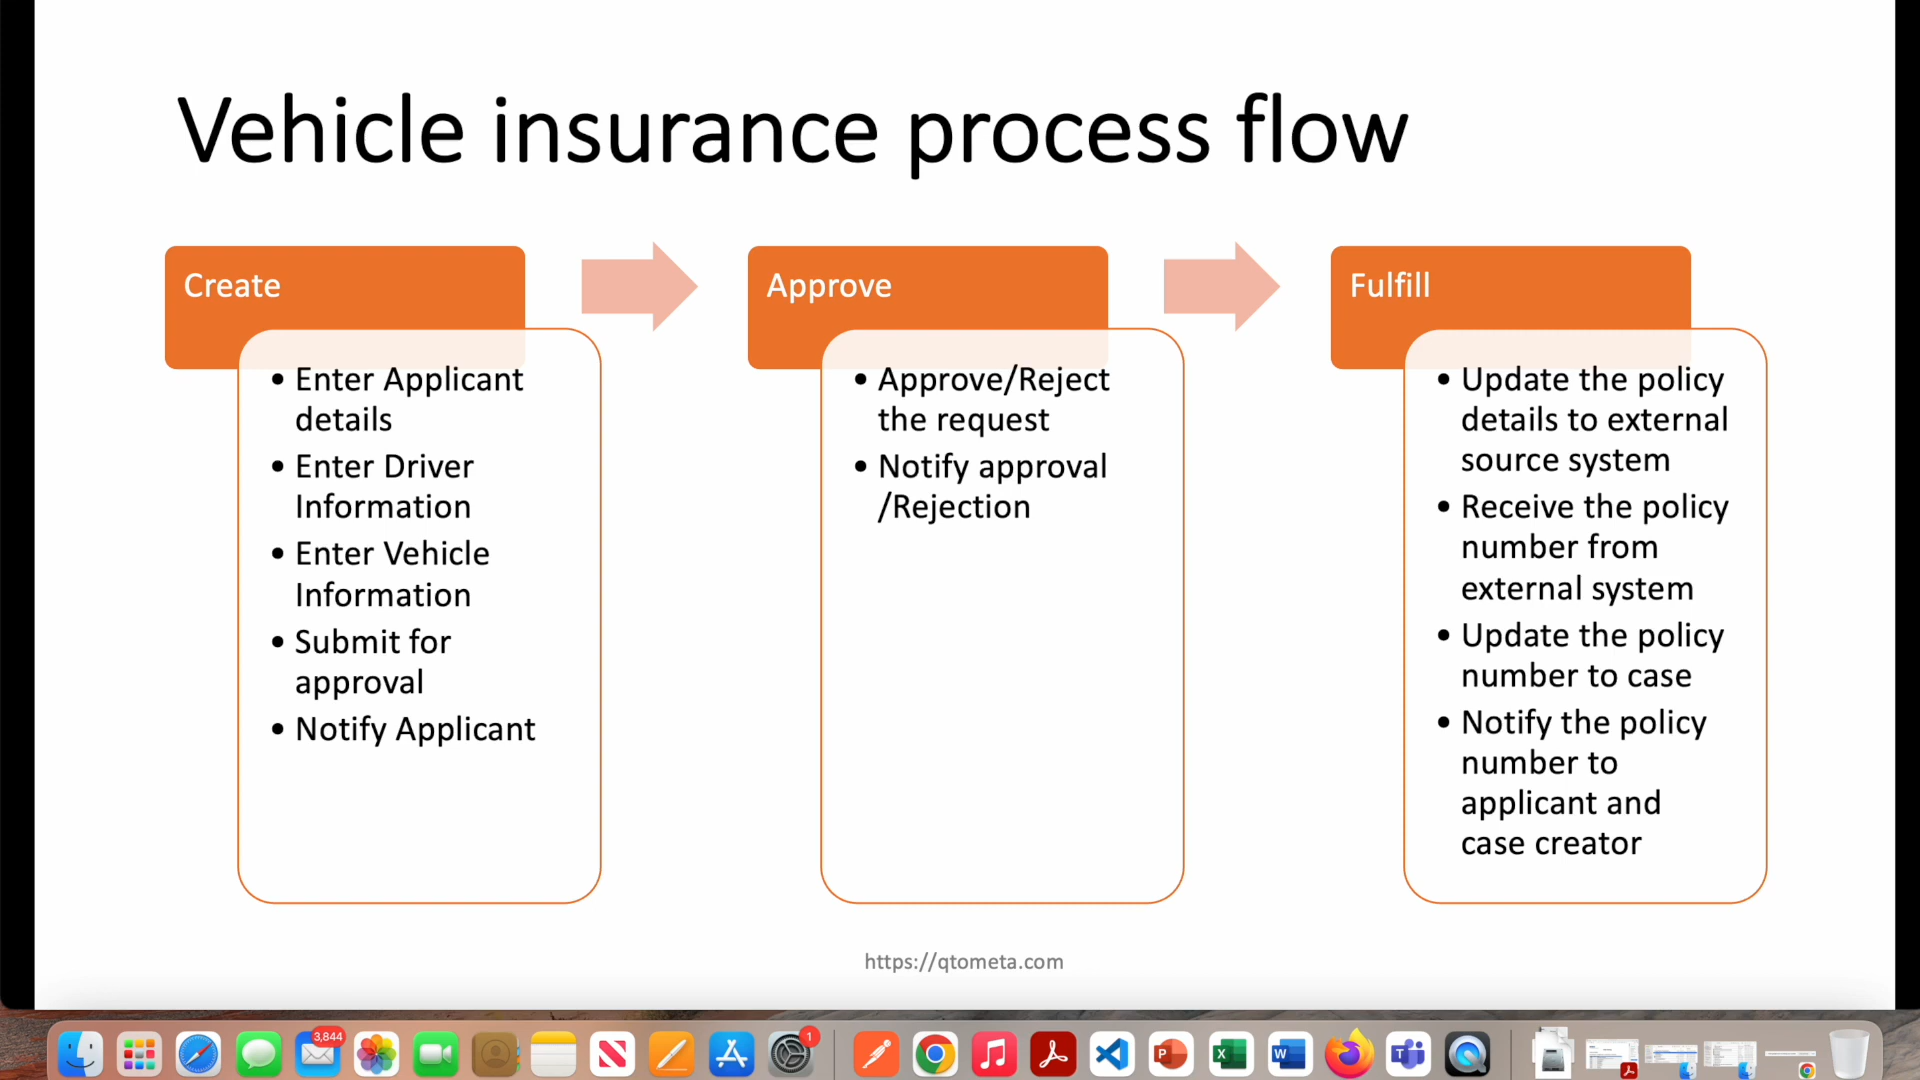 Vehicle insurance process flow
Create
• Enter Applicant
details
• Enter Driver
Information
• Enter Vehicle
Information
• Submit for
approval
• Notify Applicant
Approve
• Approve/Reject
the request
• Notify approval
/Rejection
Fulfill
• Update the policy
details to external
source system
• Receive the policy
number from
external system
• Update the policy
number to case
• Notify the policy
number to
applicant and
case creator
https://qtometa.com
3,844
1